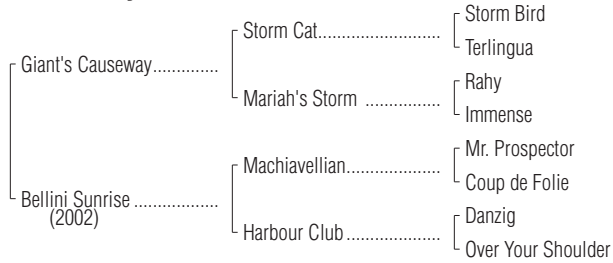 Storm Bird
Storm Cat........................
Terlingua
Giant's Causeway..............
Rahy
Mariah's Storm .................
Immense
Mr. Prospector
Machiavellian....................
Coup de Folie
Bellini Sunrise ..................
(2002)
Danzig
Harbour Club ....................
Over Your Shoulder